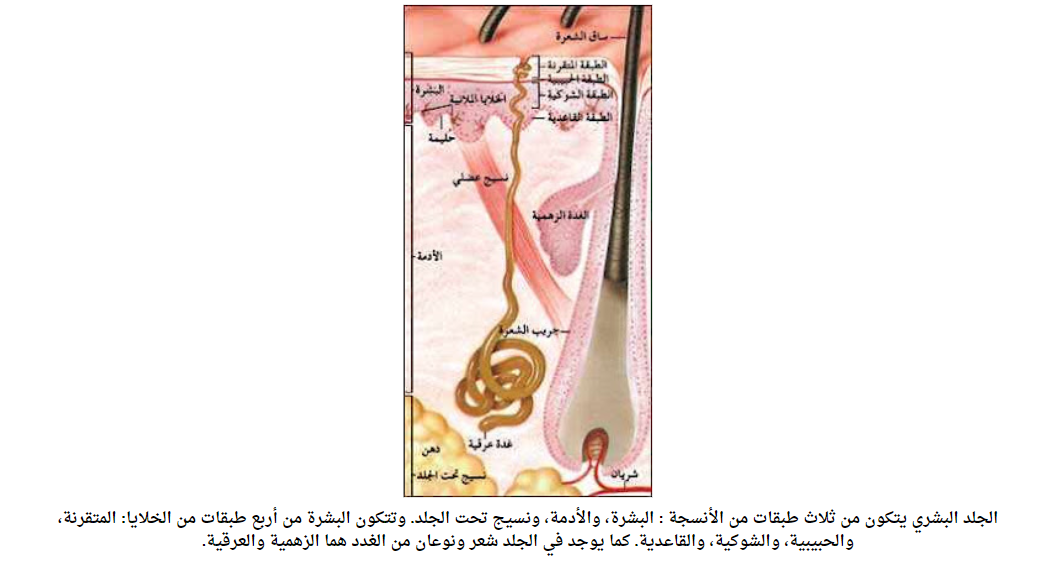 ساق الشعرة
الطبقة المتقرنة
الطبقة الحبيبية
الطبقة الشوكية
البشرة
الخلايا الملانية
الطبقة القاعدية
حليمة
نسيج عضلي
الغدة الزهمية
الأدمة
جريب الشعرة
غدة عرقية
دهن
نسيج تحت الجلد
شريان
الجلد البشري يتكون من ثلاث طبقات من الأنسجة : البشرة، والأدمة، ونسيج تحت الجلد. وتتكون البشرة من أربع طبقات من الخلايا: المتقرنة،
والحبيبية، والشوكية، والقاعدية. كما يوجد في الجلد شعر ونوعان من الغدد هما الزهمية والعرقية.